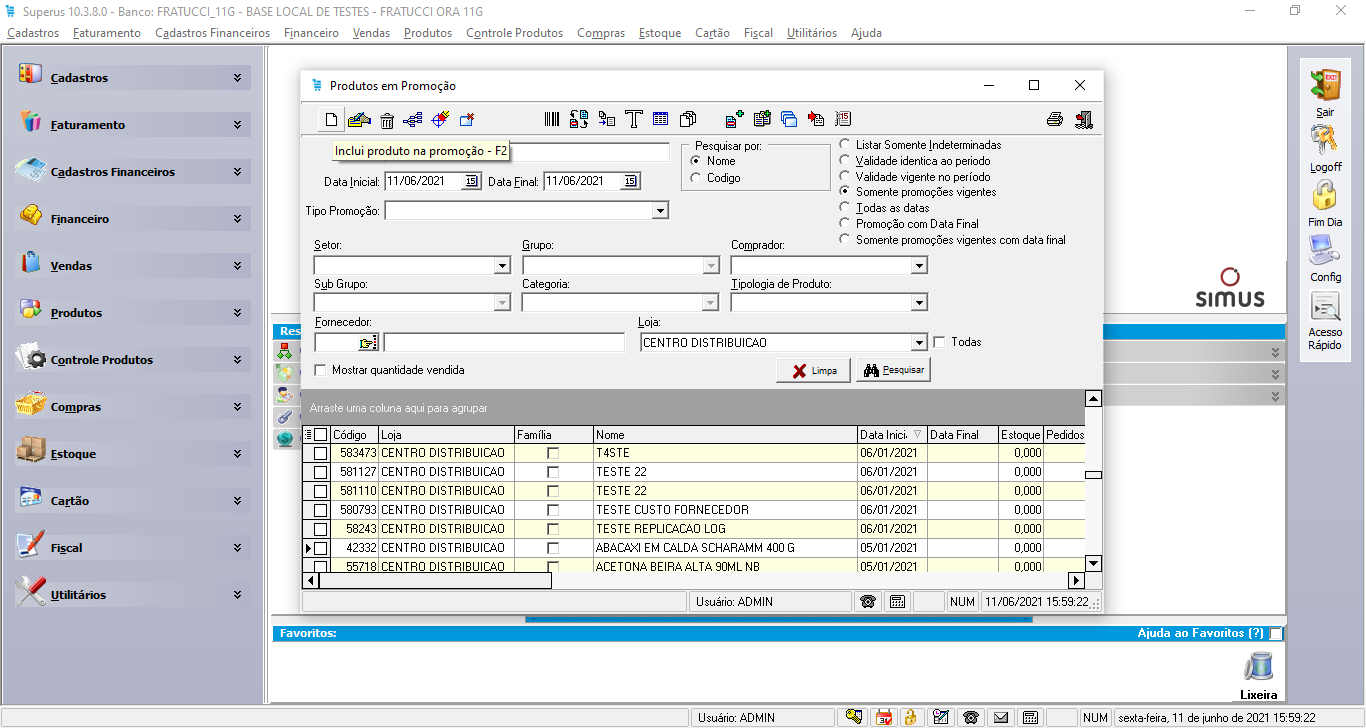 Superus 10.3.8.0 - Banco: FRATUCCI_11G - BASE LOCAL DE TESTES - FRATUCCI ORA 11G
Cadastros Faturamento Cadastros Financeiros Financeiro Vendas Produtos Controle Produtos Compras Estoque Cartão Fiscal Utilitários Ajuda
Cadastros
Faturamento
Cadastros Financeiros
Financeiro
Vendas
Produtos
Controle Produtos
Compras
Estoque
Cartão
Fiscal
Utilitários
Res
Produtos em Promoção
Inclui produto na promoção - F2
Pesquisar por:
Nome
Codigo
Data Inicial: 11/06/2021 15 Data Final: 11/06/2021 15
Tipo Promoção:
Listar Somente Indeterminadas
Validade identica ao periodo
Validade vigente no período
Somente promoções vigentes
Todas as datas
Promoção com Data Final
Somente promoções vigentes com data final
Setor: Grupo: Comprador:
Sub Grupo: Categoria: Tipologia de Produto:
Fornecedor: Loja:
CENTRO DISTRIBUICAO Todas
Mostrar quantidade vendida Limpa Pesquisar
Arraste uma coluna aqui para agrupar
Código Loja Família Nome Data Inici Data Final Estoque Pedidos
583473 CENTRO DISTRIBUICAO T4STE 06/01/2021 0,000
581127 CENTRO DISTRIBUICAO TESTE 22 06/01/2021 0,000
581110 CENTRO DISTRIBUICAO TESTE 22 06/01/2021 0,000
580793 CENTRO DISTRIBUICAO TESTE CUSTO FORNECEDOR 06/01/2021 0,000
58243 CENTRO DISTRIBUICAO TESTE REPLICACAO LOG 06/01/2021 0,000
42332 CENTRO DISTRIBUICAO ABACAXI EM CALDA SCHARAMM 400 G 05/01/2021 0,000
55718 CENTRO DISTRIBUICAO ACETONA BEIRA ALTA 90ML NB 05/01/2021 0,000
Usuário: ADMIN NUM 11/06/2021 15:59:22
SIMUS
EXIT
Sair
Logoff
Fim Dia
Config
Acesso
Rápido
Favoritos: Ajuda ao Favoritos (?)
Lixeira
Usuário: ADMIN NUM sexta-feira, 11 de junho de 2021 15:59:22